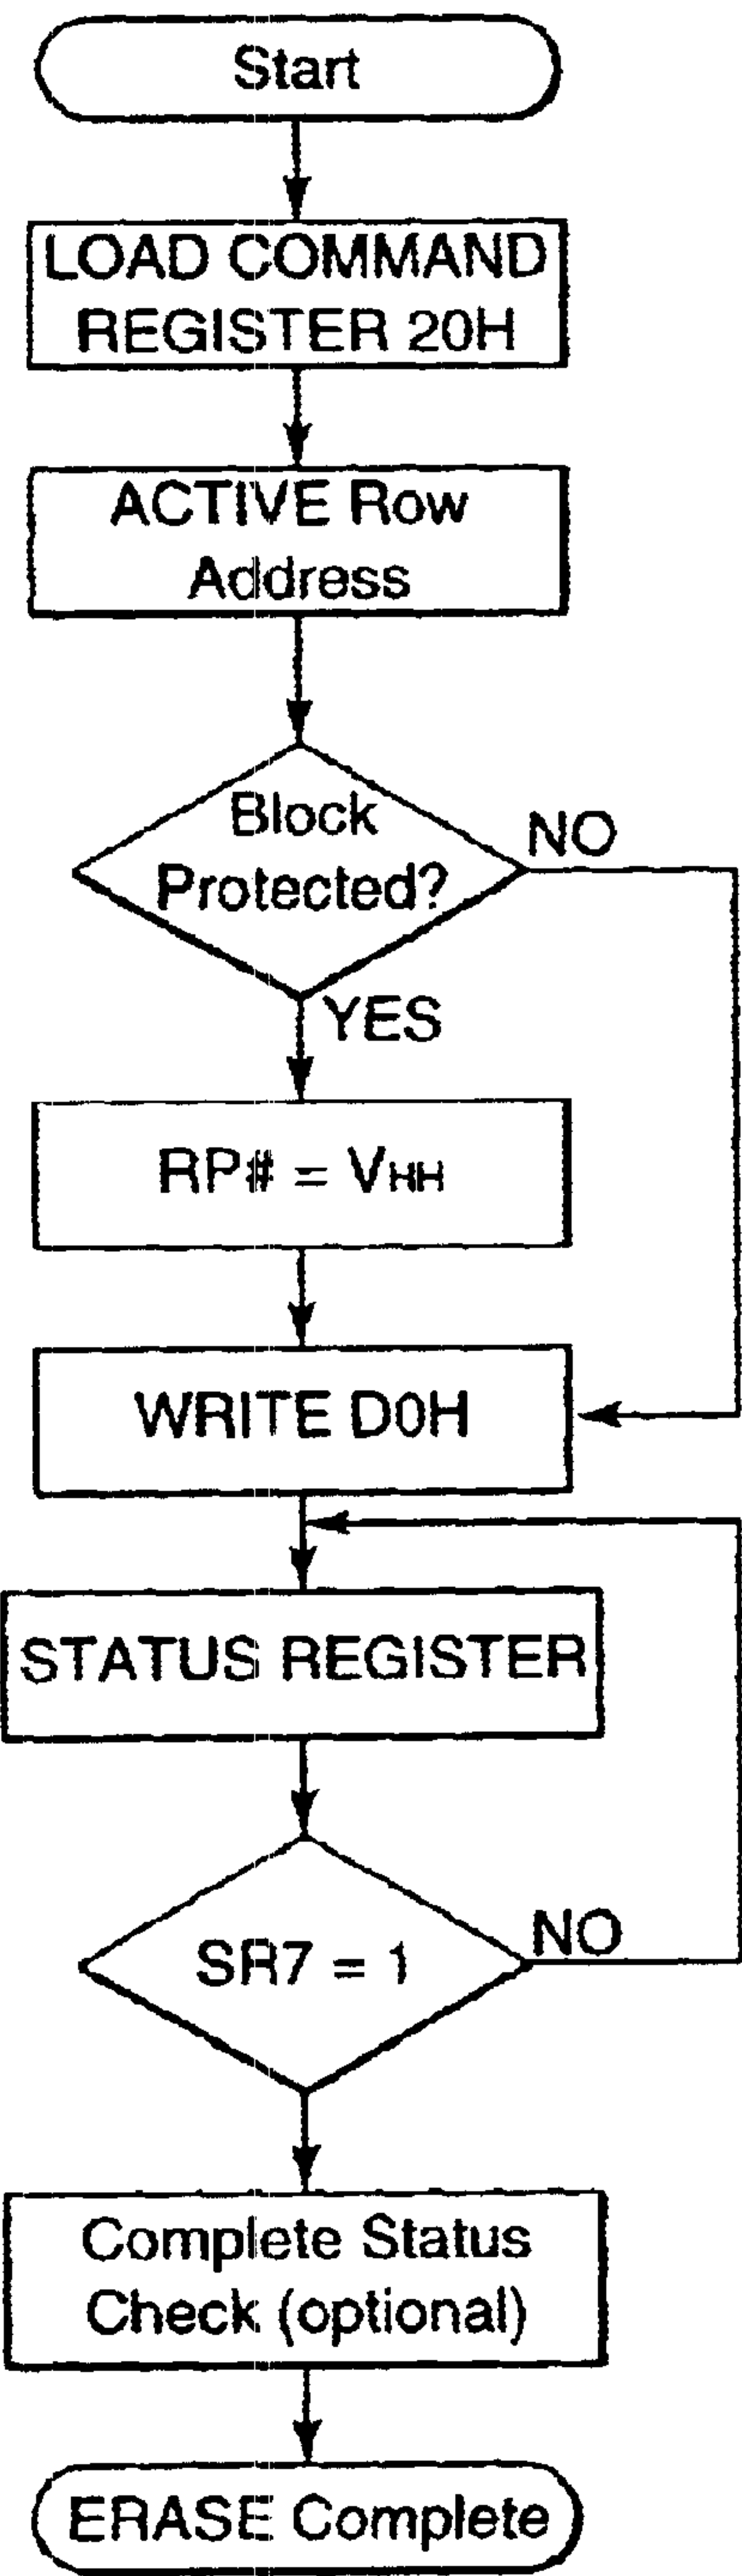 Start
LOAD COMMAND
REGISTER 20H
ACTIVE Row
Address
Block
Protected?
NO
YES
RP# = VHH
WRITE D0H
STATUS REGISTER
SR7 = 1
NO
Complete Status
Check (optional)
ERASE Complete